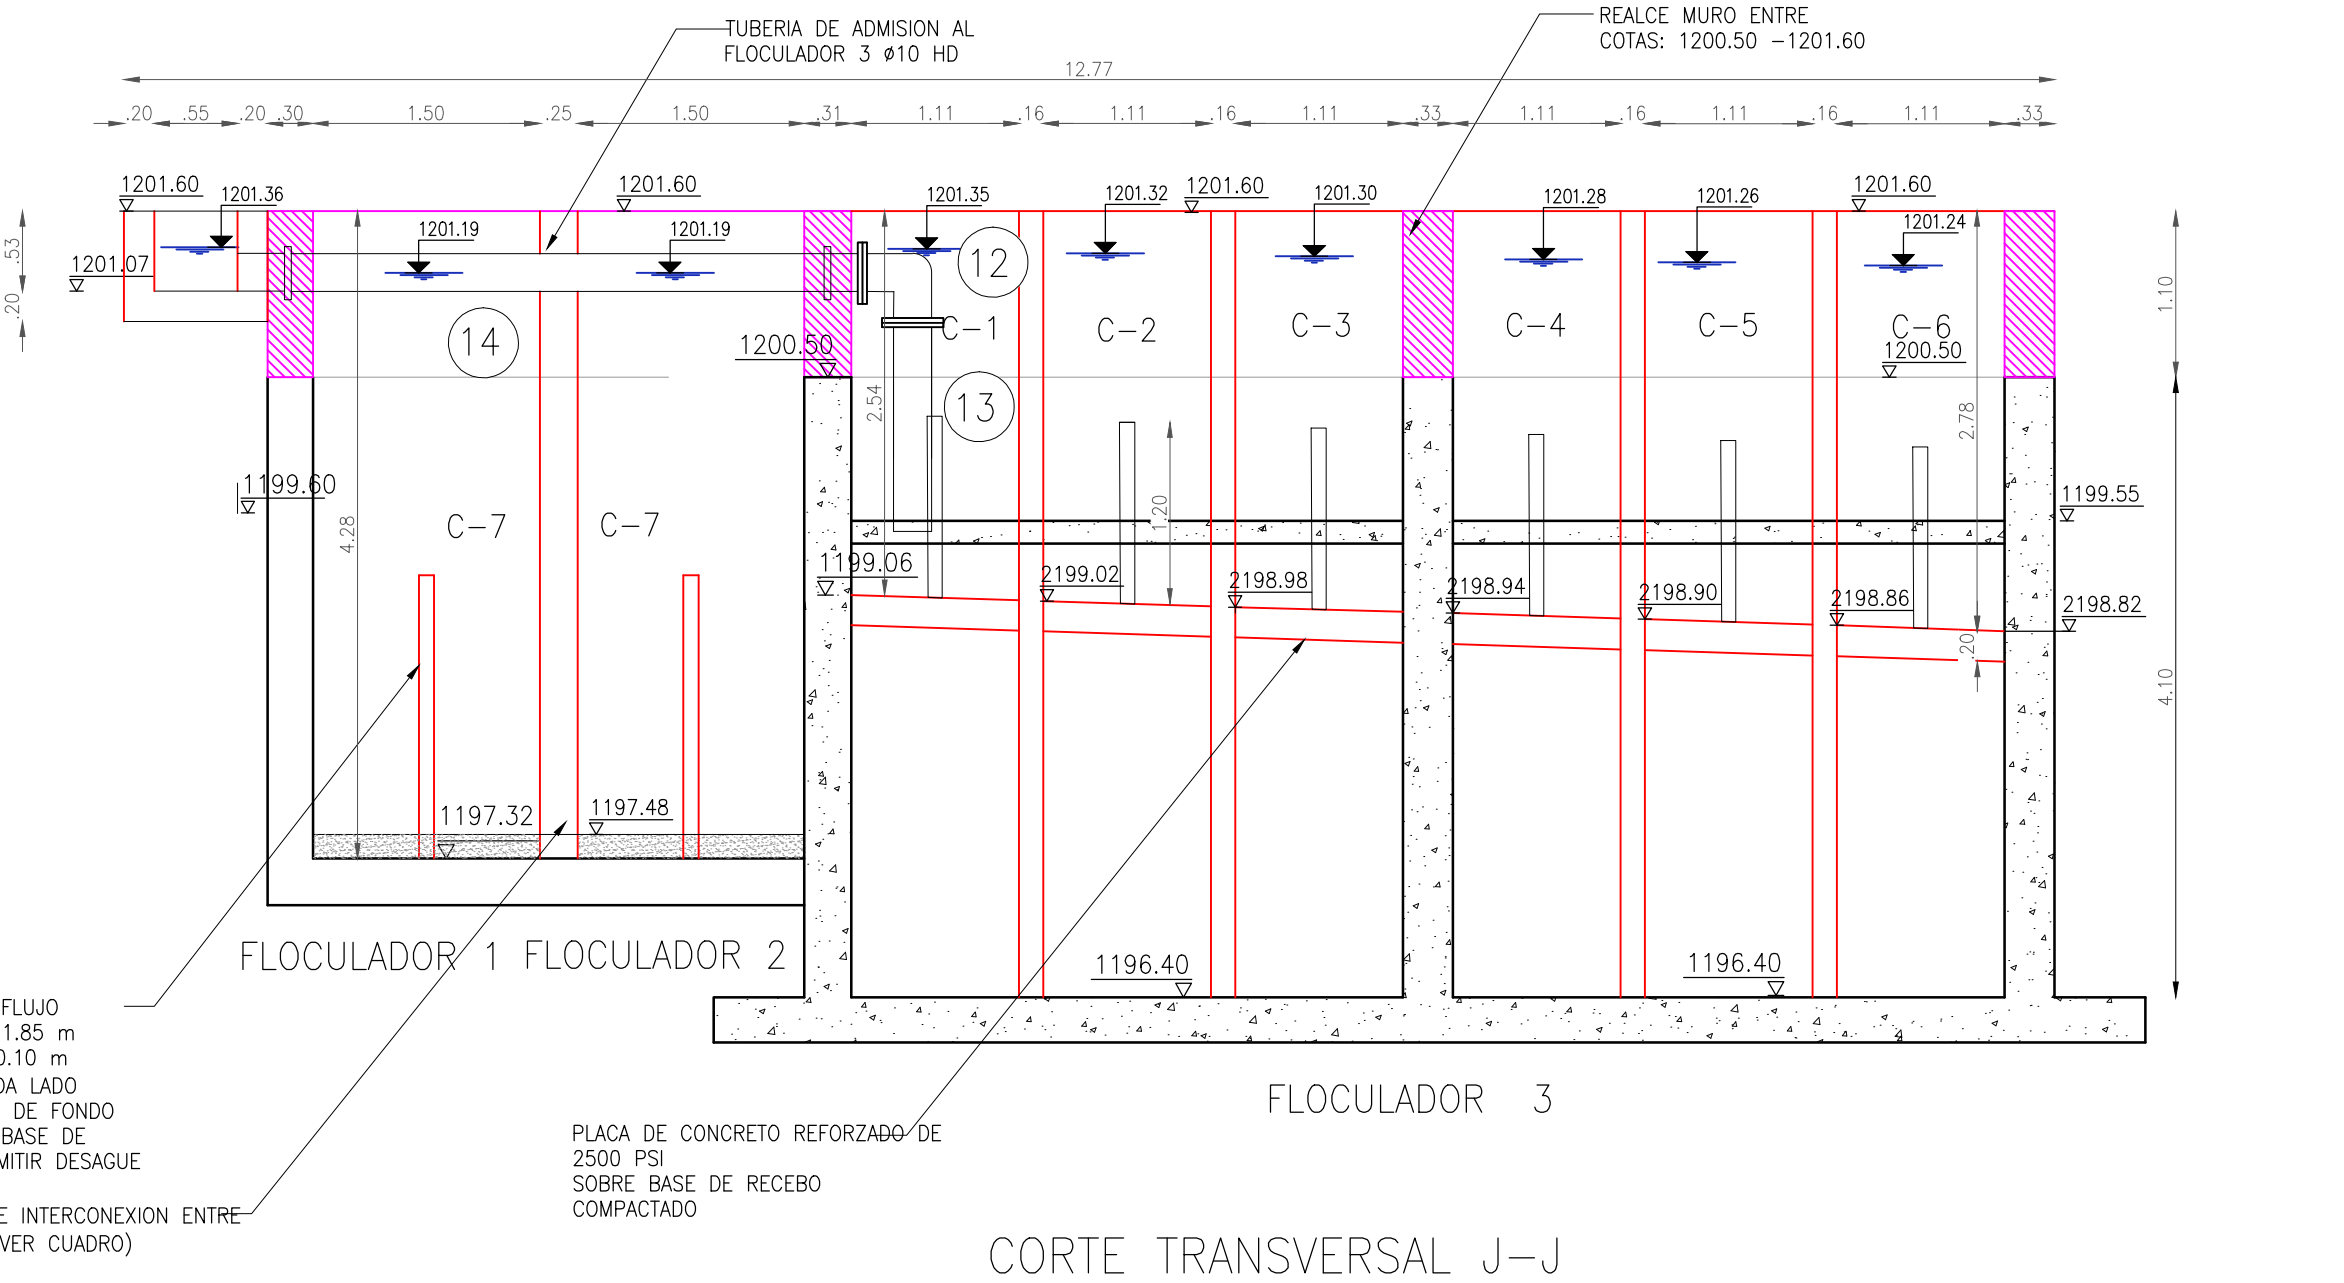 TUBERIA DE ADMISION AL
FLOCULADOR 3 ø10 HD
REALCE MURO ENTRE
COTAS: 1200.50 -1201.60
12.77
.20 .55 .20 .30 1.50 .25 1.50 .31 1.11 .16 1.11 .16 1.11 .33 1.11 .16 1.11 .16 1.11 .33
1201.60 1201.36 1201.60 1201.35 1201.32 1201.60 1201.30 1201.28 1201.26 1201.60
1201.19 1201.19 1201.24
.53
1201.07
.20
12
1.10
14
C-1 C-2 C-3 C-4 C-5 C-6
1200.50 1200.50
2.54
13
2.78
1199.60
1199.55
4.28
C-7 C-7
1.20
1199.06 2199.02 2198.98 2198.94 2198.90 2198.86 2198.82
.20
4.10
1197.32 1197.48
FLOCULADOR 1 FLOCULADOR 2
1196.40 1196.40
FLUJO
1.85 m
0.10 m
DA LADO
DE FONDO
BASE DE
MITIR DESAGUE
E INTERCONEXION ENTRE
VER CUADRO)
FLOCULADOR 3
PLACA DE CONCRETO REFORZADO DE
2500 PSI
SOBRE BASE DE RECEBO
COMPACTADO
CORTE TRANSVERSAL J-J